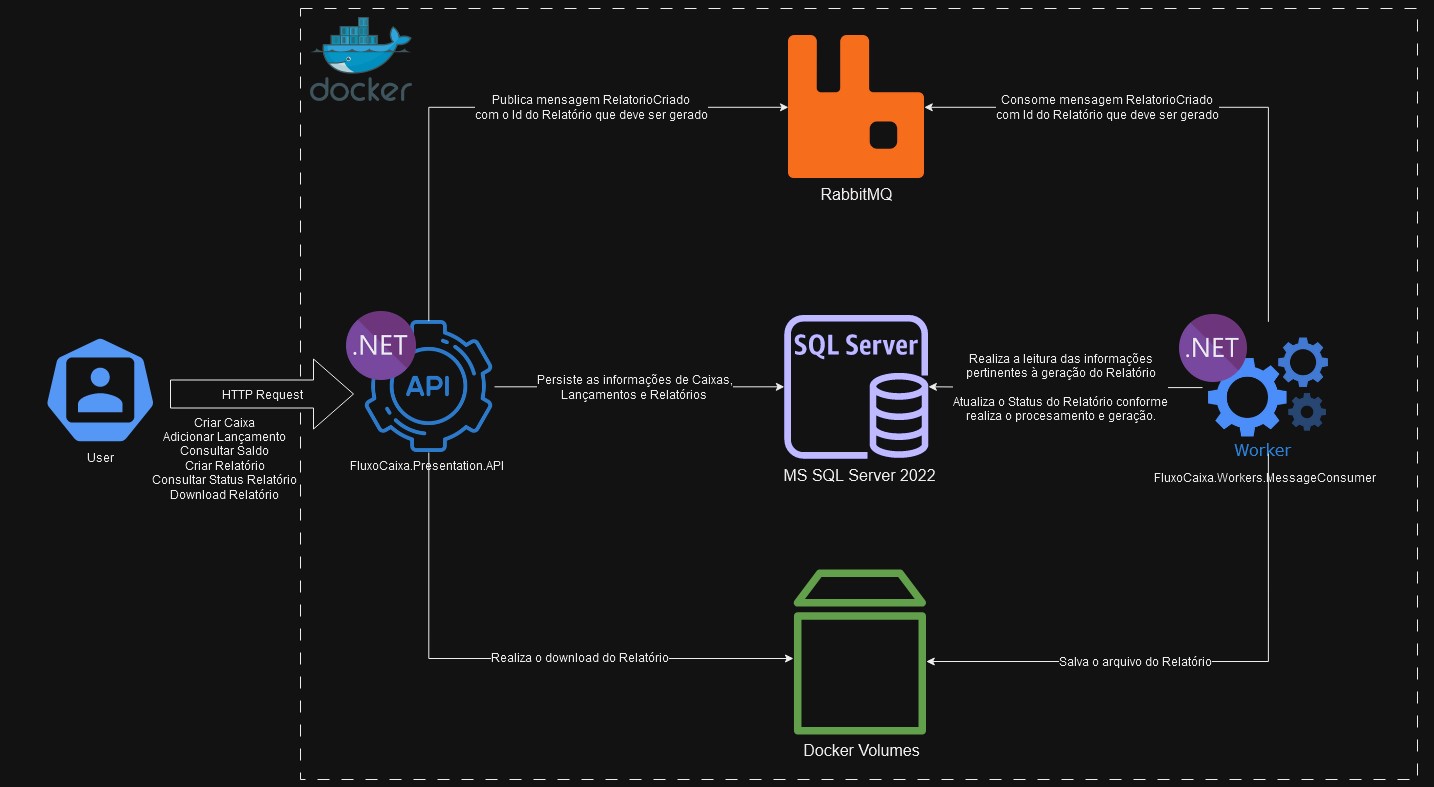 docker
Publica mensagem RelatorioCriado
com o Id do Relatório que deve ser gerado
Consome mensagem RelatorioCriado
com Id do Relatório que deve ser gerado
RabbitMQ
User
HTTP Request
Criar Caixa
Adicionar Lançamento
Consultar Saldo
Criar Relatório
Consultar Status Relatório
Download Relatório
.NET
API
FluxoCaixa.Presentation.API
Persiste as informações de Caixas,
Lançamentos e Relatórios
SQL Server
MS SQL Server 2022
Realiza a leitura das informações
pertinentes à geração do Relatório
Atualiza o Status do Relatório conforme
realiza o processamento e geração.
.NET
Worker
FluxoCaixa.Workers.MessageConsumer
Realiza o download do Relatório
Salva o arquivo do Relatório
Docker Volumes